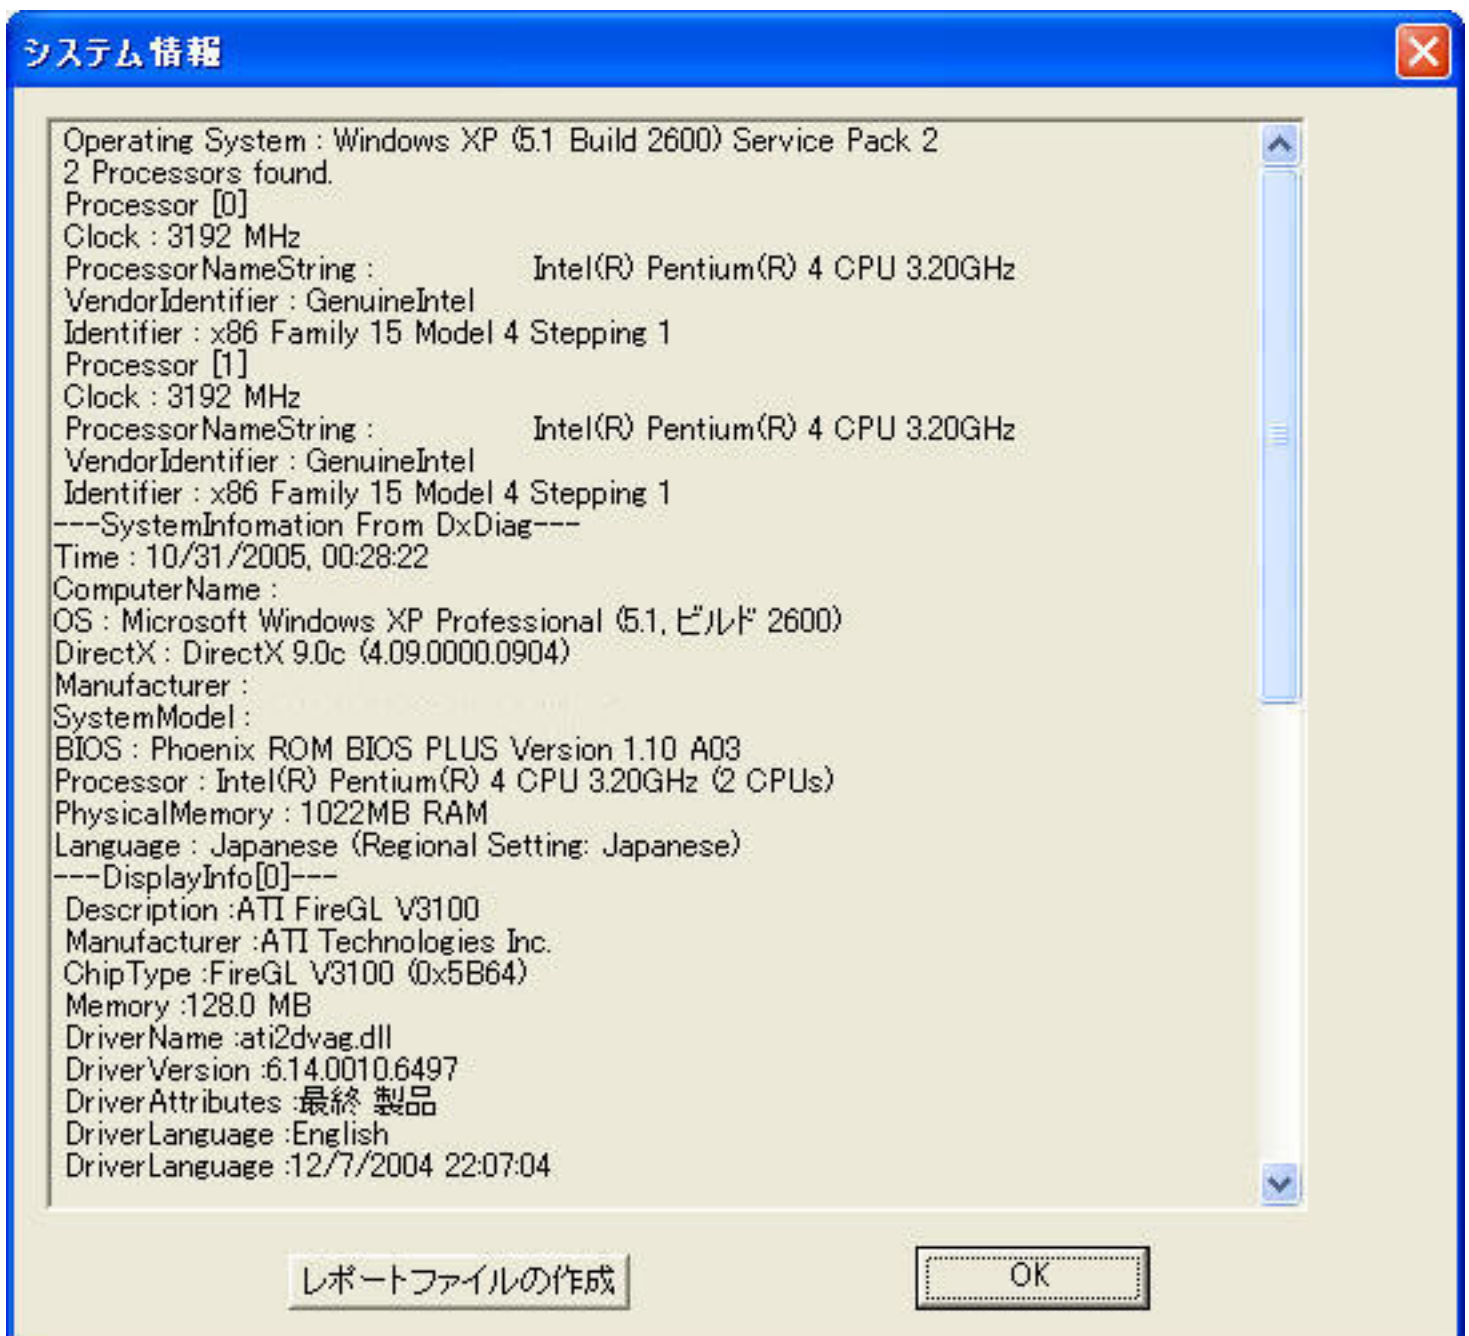 システム情報
Operating System : Windows XP (5.1 Build 2600) Service Pack 2
2 Processors found.
Processor [0]
Clock : 3192 MHz
ProcessorNameString : Intel(R) Pentium(R) 4 CPU 3.20GHz
VendorIdentifier : GenuineIntel
Identifier : x86 Family 15 Model 4 Stepping 1
Processor [1]
Clock : 3192 MHz
ProcessorNameString : Intel(R) Pentium(R) 4 CPU 3.20GHz
VendorIdentifier : GenuineIntel
Identifier : x86 Family 15 Model 4 Stepping 1
---SystemInfomation From DxDiag---
Time : 10/31/2005, 00:28:22
ComputerName :
OS : Microsoft Windows XP Professional (5.1, ビルド 2600)
DirectX : DirectX 9.0c (4.09.0000.0904)
Manufacturer :
SystemModel :
BIOS : Phoenix ROM BIOS PLUS Version 1.10 A03
Processor : Intel(R) Pentium(R) 4 CPU 3.20GHz (2 CPUs)
PhysicalMemory : 1022MB RAM
Language : Japanese (Regional Setting: Japanese)
---DisplayInfo[0]---
Description :ATI FireGL V3100
Manufacturer :ATI Technologies Inc.
ChipType :FireGL V3100 (0x5B64)
Memory :128.0 MB
DriverName :ati2dvag.dll
DriverVersion :6.14.0010.6497
DriverAttributes :最終 製品
DriverLanguage :English
DriverLanguage :12/7/2004 22:07:04
レポートファイルの作成
OK